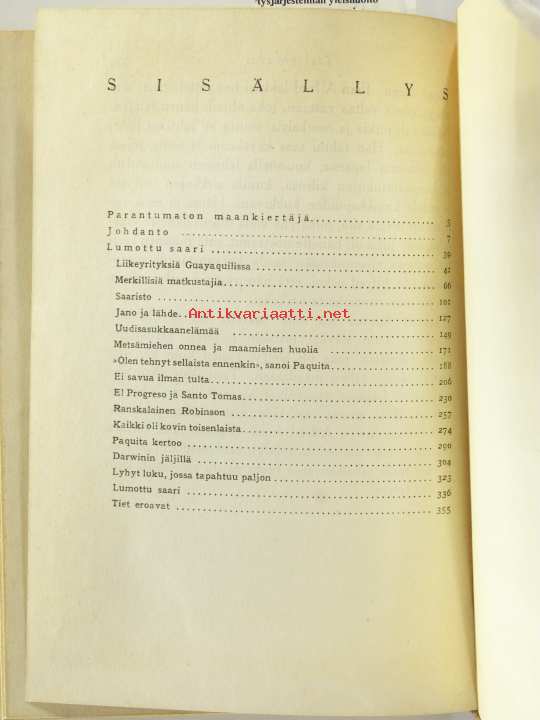 tysjärjestelmän yleishuolto
SISÄLLYS
Parantumaton maankiertäjä 5
Johdanto 7
Lumottu saari 39
Liikeyrityksiä Guayaquilissa 41
Merkillisiä matkustajia 66
Saaristo 101
Jano ja lähde 127
Antikvariaatti.net
Uudisasukkaanelämää 149
Metsämiehen onnea ja maamiehen huolia 171
»Olen tehnyt sellaista ennenkin», sanoi Paquita 188
Ei savua ilman tulta 206
El Progreso ja Santo Tomas 230
Ranskalainen Robinson 257
Kaikki oli kovin toisenlaista 274
Paquita kertoo 290
Darwinin jäljillä 304
Lyhyt luku, jossa tapahtuu paljon 323
Lumottu saari 336
Tiet eroavat 355